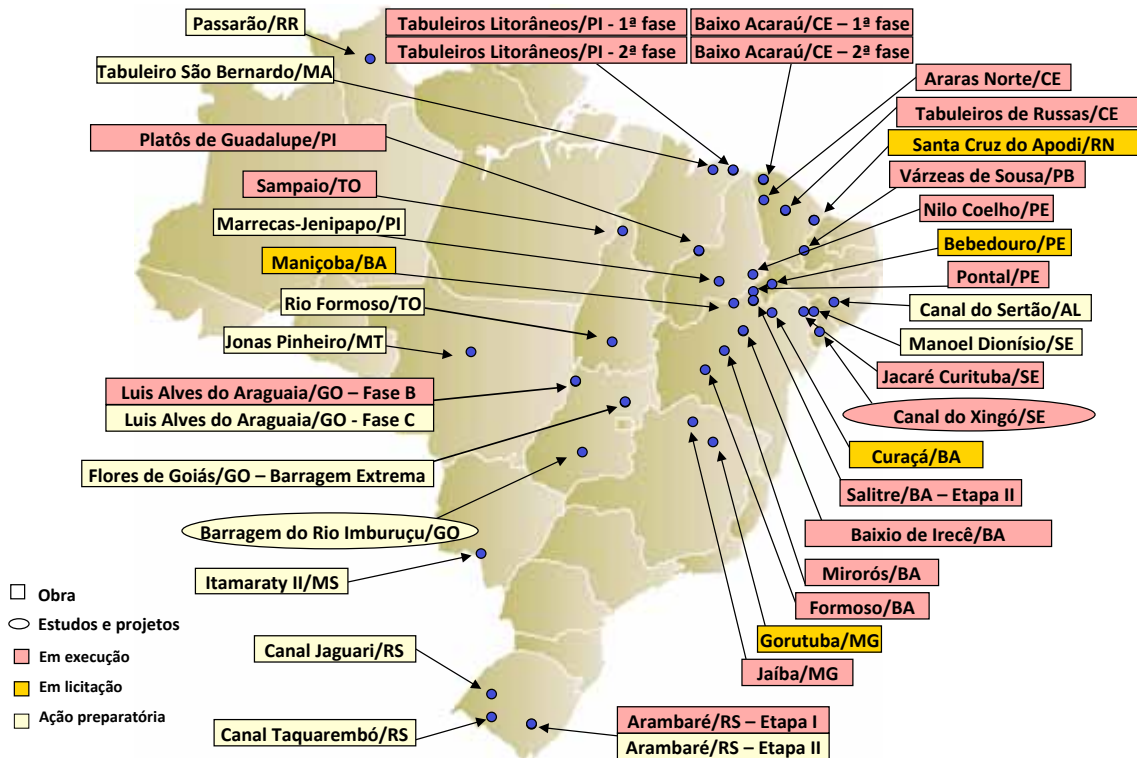 Passarão/RR
Tabuleiros Litorâneos/PI - 1ª fase
Baixo Acaraú/CE – 1ª fase
Tabuleiros Litorâneos/PI - 2ª fase
Baixo Acaraú/CE – 2ª fase
Tabuleiro São Bernardo/MA
Araras Norte/CE
Tabuleiros de Russas/CE
Platôs de Guadalupe/PI
Santa Cruz do Apodi/RN
Várzeas de Sousa/PB
Sampaio/TO
Nilo Coelho/PE
Marrecas-Jenipapo/PI
Bebedouro/PE
Maniçoba/BA
Pontal/PE
Rio Formoso/TO
Canal do Sertão/AL
Jonas Pinheiro/MT
Manoel Dionísio/SE
Jacaré Curituba/SE
Luis Alves do Araguaia/GO – Fase B
Luis Alves do Araguaia/GO - Fase C
Canal do Xingó/SE
Curaçá/BA
Flores de Goiás/GO – Barragem Extrema
Salitre/BA – Etapa II
Barragem do Rio Imburuçu/GO
Baixio de Irecê/BA
Itamaraty II/MS
Mirorós/BA
Formoso/BA
Gorutuba/MG
Jaíba/MG
Canal Jaguari/RS
Canal Taquarembó/RS
Arambaré/RS – Etapa I
Arambaré/RS – Etapa II
Obra
Estudos e projetos
Em execução
Em licitação
Ação preparatória